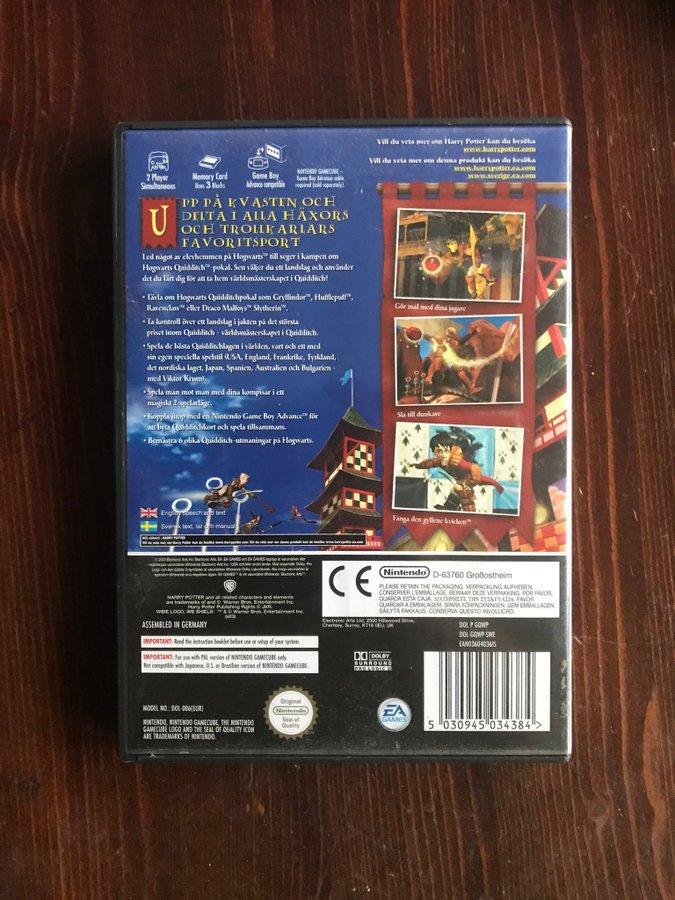 2 Player
Simultaneous
Memory Card
Uses 3 Blocks
Game Boy
Advance compatible
NINTENDO GAMECUBE™
Game Boy Advance cable
required (sold separately).
Vill du veta mer om Harry Potter kan du besöka
www.harrypotter.com
Vill du veta mer om denna produkt kan du besöka
www.harrypotter.ea.com
www.sverige.ea.com
UPP PÅ KVASTEN OCH
DELTA I ALLA HÄXORS
OCH TROLLKARLARS
FAVORITSPORT
Led något av elevhemmen på Hogwarts™ till seger i kampen om
Hogwarts Quidditch™-pokal. Sen väljer du ett landslag och använder
det du lärt dig för att ta hem världsmästerskapet i Quidditch!
• Tävla om Hogwarts Quidditchpokal som Gryffindor™, Hufflepuff™,
Ravenclaw™ eller Draco Malfoys™ Slytherin™.
• Ta kontroll över ett landslag i jakten på det största
priset inom Quidditch - världsmästerskapet i Quidditch.
• Spela de bästa Quidditchlagen i världen, vart och ett med
sin egen speciella spelstil (USA, England, Frankrike, Tyskland,
det nordiska laget, Japan, Spanien, Australien och Bulgarien -
med Viktor Krum).
• Spela man mot man med dina kompisar i ett
magiskt 2-spelarläge.
• Koppla ihop med en Nintendo Game Boy Advance™ för
att byta Quidditchkort och spela tillsammans.
• Bemästra 6 olika Quidditch-utmaningar på Hogwarts.
Gör mål med dina jagare
Slå till dunkare
Fånga den gyllene kvicken™
English speech and text
Svensk text, tal och manual
HARRY POTTER and all related characters and elements
are trademarks of and © Warner Bros. Entertainment Inc.
Harry Potter Publishing Rights © JKR.
WBIE LOGO, WB SHIELD: ™ & © Warner Bros. Entertainment Inc.
(s03)
ASSEMBLED IN GERMANY
IMPORTANT: Read the instruction booklet before use or setup of your system.
IMPORTANT: For use with PAL version of NINTENDO GAMECUBE only.
Not compatible with Japanese, U.S. or Brazilian version of NINTENDO GAMECUBE.
MODEL NO.: DOL-006(EUR)
NINTENDO, NINTENDO GAMECUBE, THE NINTENDO
GAMECUBE LOGO AND THE SEAL OF QUALITY ICON
ARE TRADEMARKS OF NINTENDO.
Original
Nintendo
Seal of
Quality
CE
Nintendo D-63760 Großostheim
PLEASE RETAIN THE PACKAGING. VERPACKUNG AUFHEBEN.
CONSERVER L'EMBALLAGE. BEWAAR DEZE VERPAKKING. POR FAVOR,
GUARDA ESTA CAJA. ΔΙΑΤΗΡΕΙΣΤΕ ΤΗΝ ΣΥΣΚΕΥΑΣΙΑ. FAVOR
GUARDAR A EMBALAGEM. SPARA FÖRPACKNINGEN. GEM EMBALLAGEN
SÄILYTÄ PAKKAUS. CONSERVA QUESTO INVOLUCRO.
Electronic Arts Ltd, 2000 Hillswood Drive,
Chertsey, Surrey, KT16 0EU, UK
DOL P GQWP
DOL-GQWP-SWE
EAN03604036IS
DOLBY
SURROUND
PRO LOGIC II
EA
GAMES
5 030945 034384 >